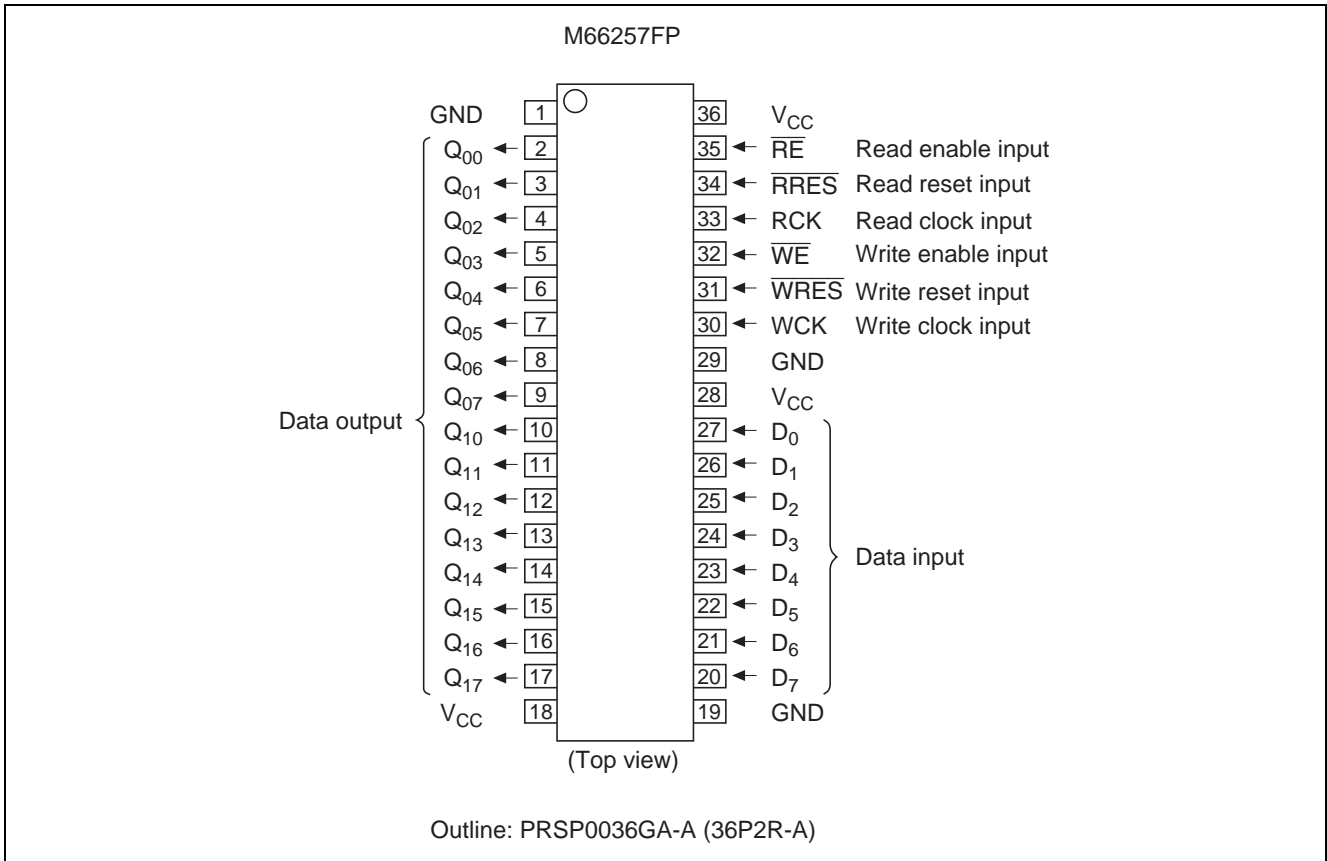 M66257FP
GND 1 36 VCC
Q00 2 35 RE Read enable input
Q01 3 34 RRES Read reset input
Q02 4 33 RCK Read clock input
Q03 5 32 WE Write enable input
Q04 6 31 WRES Write reset input
Q05 7 30 WCK Write clock input
Q06 8 29 GND
Q07 9 28 VCC
Data output
Q10 10 27 D0
Q11 11 26 D1
Q12 12 25 D2
Q13 13 24 D3
Data input
Q14 14 23 D4
Q15 15 22 D5
Q16 16 21 D6
Q17 17 20 D7
VCC 18 19 GND
(Top view)
Outline: PRSP0036GA-A (36P2R-A)